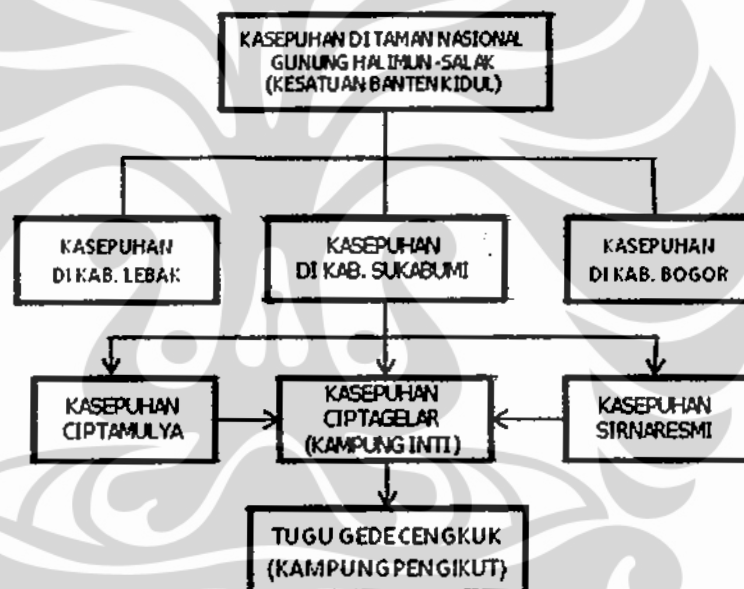 KASEPUHAN DI TAMAN NASIONAL
GUNUNG HALIMUN-SALAK
(KESATUAN BANTEN KIDUL)
KASEPUHAN
DI KAB. LEBAK
KASEPUHAN
DI KAB. SUKABUMI
KASEPUHAN
DI KAB. BOGOR
KASEPUHAN
CIPTAMULYA
KASEPUHAN
CIPTAGELAR
(KAMPUNG INTI)
KASEPUHAN
SIRNARESMI
TUGU GEDE CENGKUK
(KAMPUNG PENGIKUT)